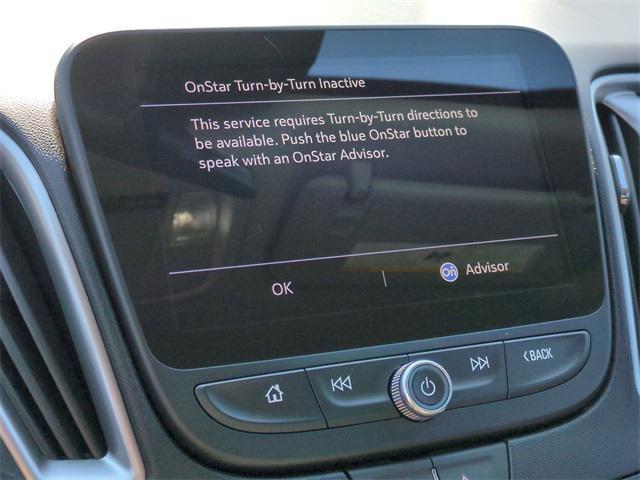 OnStar Turn-by-Turn Inactive
This service requires Turn-by-Turn directions to
be available. Push the blue OnStar button to
speak with an OnStar Advisor.
OK
On Advisor
BACK